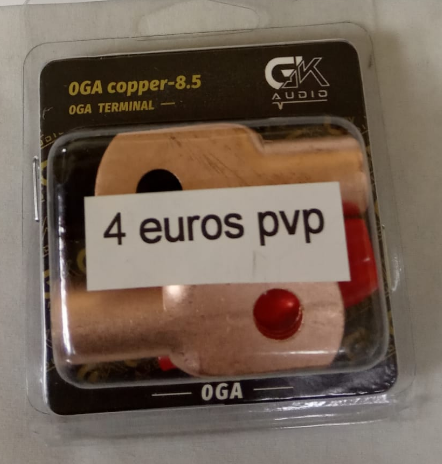 0GA copper-8.5
0GA TERMINAL
GK
AUDIO
4 euros pvp
0GA